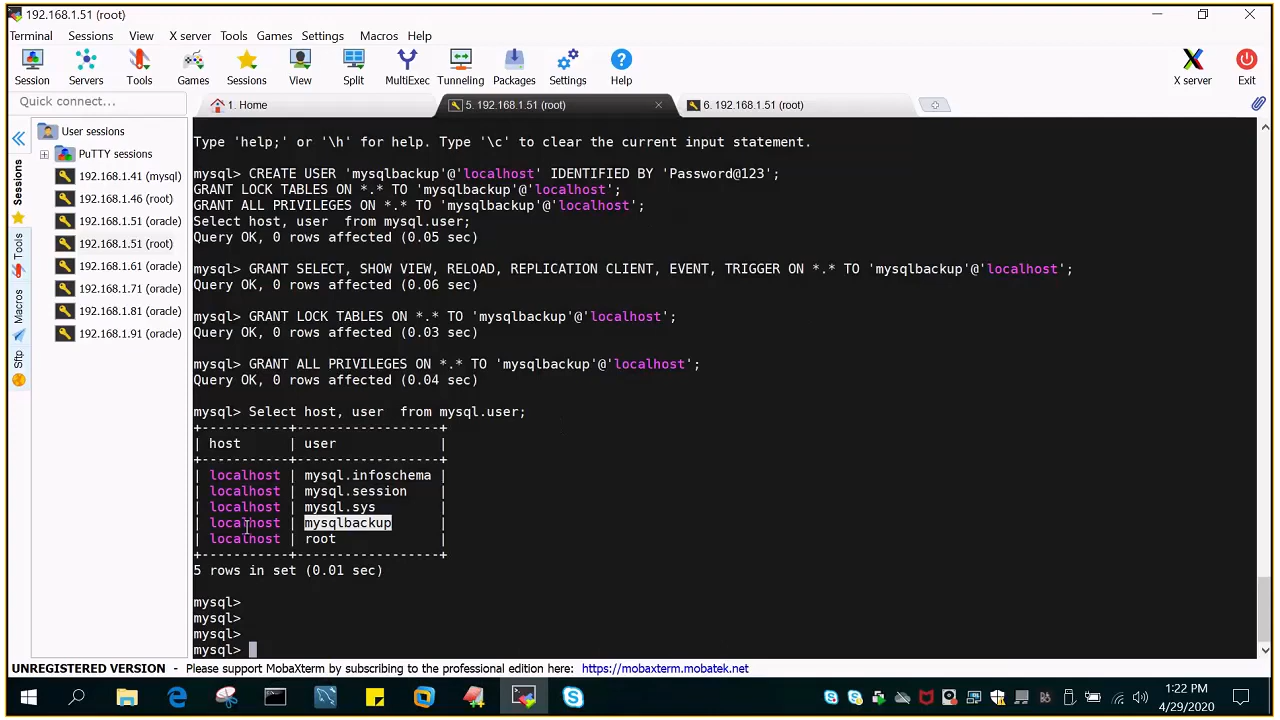 192.168.1.51 (root)
Terminal Sessions View X server Tools Games Settings Macros Help
Session Servers Tools Games Sessions View Split MultiExec Tunneling Packages Settings Help X server Exit
Quick connect... 1. Home 5. 192.168.1.51 (root) 6. 192.168.1.51 (root)
User sessions
PuTTY sessions
192.168.1.41 (mysql)
192.168.1.46 (root)
192.168.1.51 (oracle)
192.168.1.51 (root)
192.168.1.61 (oracle)
192.168.1.71 (oracle)
192.168.1.81 (oracle)
192.168.1.91 (oracle)
Sessions
Tools
Macros
Sftp
Type 'help;' or '\h' for help. Type '\c' to clear the current input statement.
mysql> CREATE USER 'mysqlbackup'@'localhost' IDENTIFIED BY 'Password@123';
GRANT LOCK TABLES ON *.* TO 'mysqlbackup'@'localhost';
GRANT ALL PRIVILEGES ON *.* TO 'mysqlbackup'@'localhost';
Select host, user  from mysql.user;
Query OK, 0 rows affected (0.05 sec)
mysql> GRANT SELECT, SHOW VIEW, RELOAD, REPLICATION CLIENT, EVENT, TRIGGER ON *.* TO 'mysqlbackup'@'localhost';
Query OK, 0 rows affected (0.06 sec)
mysql> GRANT LOCK TABLES ON *.* TO 'mysqlbackup'@'localhost';
Query OK, 0 rows affected (0.03 sec)
mysql> GRANT ALL PRIVILEGES ON *.* TO 'mysqlbackup'@'localhost';
Query OK, 0 rows affected (0.04 sec)
mysql> Select host, user  from mysql.user;
+-----------+------------------+
| host      | user             |
+-----------+------------------+
| localhost | mysql.infoschema |
| localhost | mysql.session    |
| localhost | mysql.sys        |
| localhost | mysqlbackup      |
| localhost | root             |
+-----------+------------------+
5 rows in set (0.01 sec)
mysql>
mysql>
mysql>
mysql>
UNREGISTERED VERSION - Please support MobaXterm by subscribing to the professional edition here: https://mobaxterm.mobatek.net
1:22 PM
4/29/2020